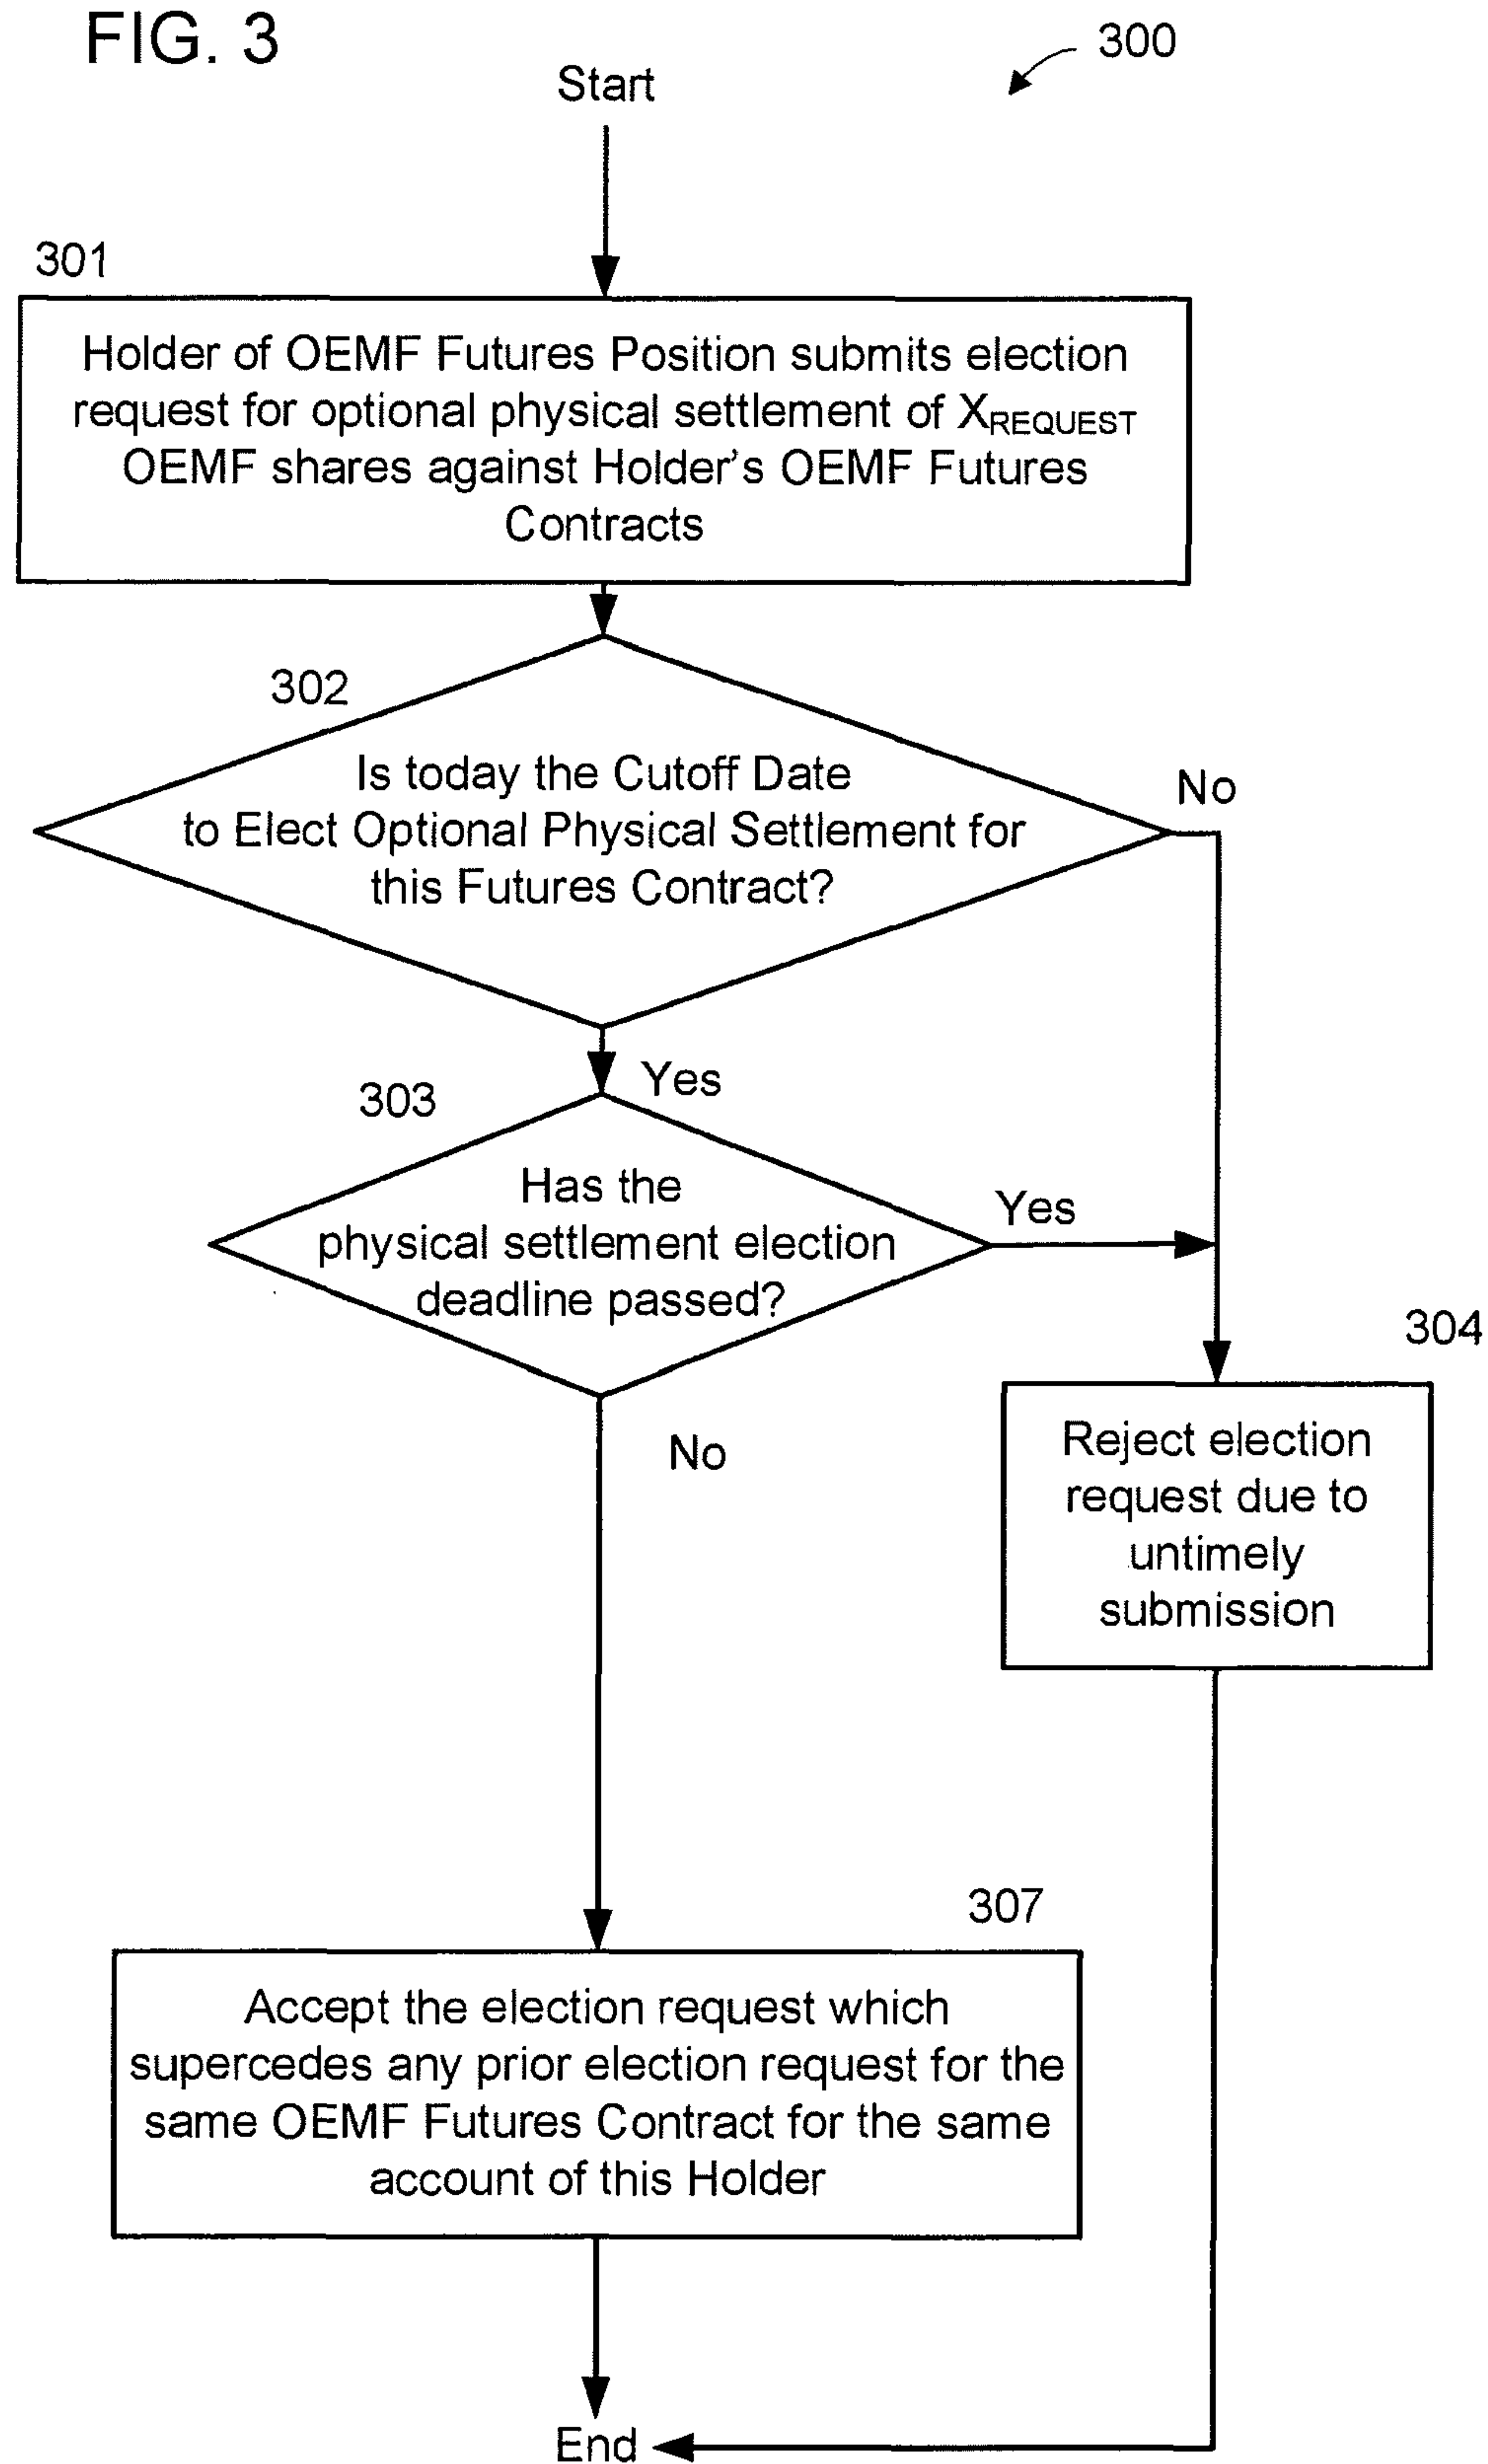 FIG. 3
300
Start
301
Holder of OEMF Futures Position submits election
request for optional physical settlement of XREQUEST
OEMF shares against Holder's OEMF Futures
Contracts
302
Is today the Cutoff Date
to Elect Optional Physical Settlement for
this Futures Contract?
No
Yes
303
Has the
physical settlement election
deadline passed?
Yes
No
304
Reject election
request due to
untimely
submission
307
Accept the election request which
supercedes any prior election request for the
same OEMF Futures Contract for the same
account of this Holder
End